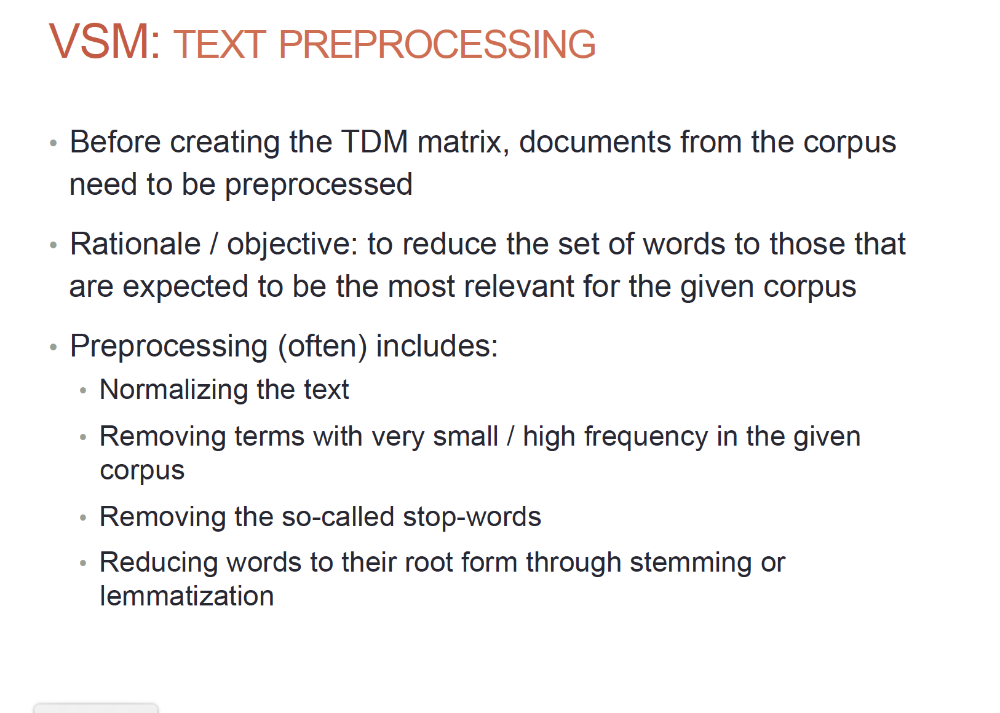 VSM: TEXT PREPROCESSING
• Before creating the TDM matrix, documents from the corpus
need to be preprocessed
• Rationale / objective: to reduce the set of words to those that
are expected to be the most relevant for the given corpus
• Preprocessing (often) includes:
• Normalizing the text
• Removing terms with very small / high frequency in the given
corpus
• Removing the so-called stop-words
• Reducing words to their root form through stemming or
lemmatization